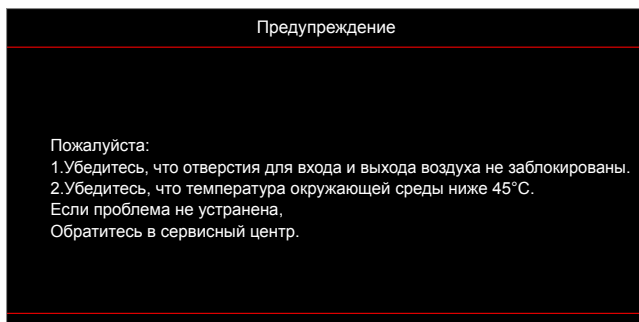 Предупреждение
Пожалуйста:
1.Убедитесь, что отверстия для входа и выхода воздуха не заблокированы.
2.Убедитесь, что температура окружающей среды ниже 45°C.
Если проблема не устранена,
Обратитесь в сервисный центр.